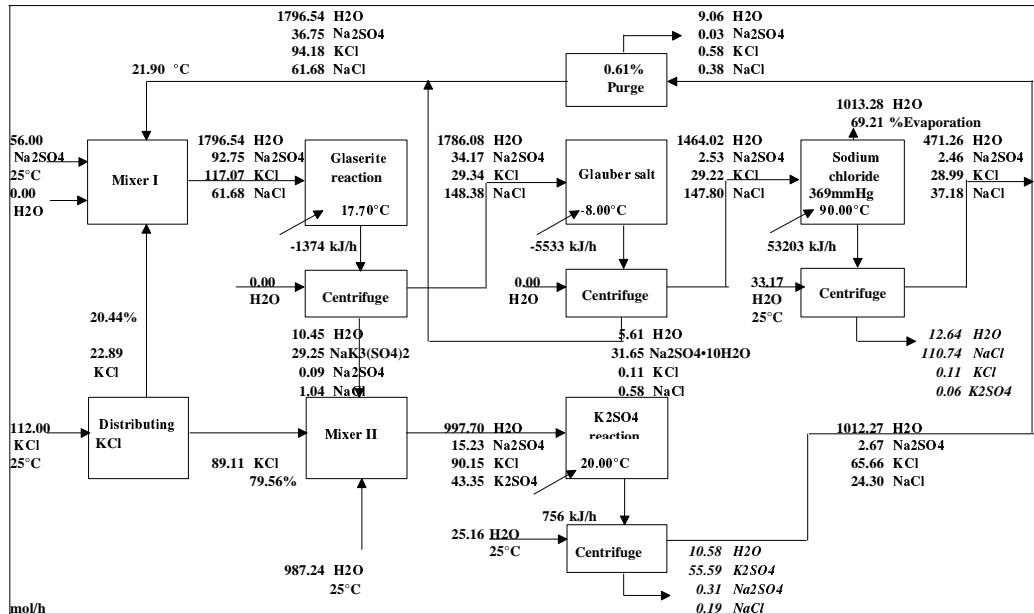 1796.54 H2O
36.75 Na2SO4
94.18 KCl
61.68 NaCl
9.06 H2O
0.03 Na2SO4
0.58 KCl
0.38 NaCl
21.90 °C
0.61%
Purge
1013.28 H2O
69.21 %Evaporation
56.00
Na2SO4
25°C
0.00
H2O
Mixer I
1796.54 H2O
92.75 Na2SO4
117.07 KCl
61.68 NaCl
Glaserite
reaction
17.70°C
-1374 kJ/h
1786.08 H2O
34.17 Na2SO4
29.34 KCl
148.38 NaCl
Glauber salt
-8.00°C
-5533 kJ/h
1464.02 H2O
2.53 Na2SO4
29.22 KCl
147.80 NaCl
Sodium
chloride
369mmHg
90.00°C
53203 kJ/h
471.26 H2O
2.46 Na2SO4
28.99 KCl
37.18 NaCl
0.00
H2O
Centrifuge
0.00
H2O
Centrifuge
33.17
H2O
25°C
Centrifuge
20.44%
22.89
KCl
10.45 H2O
29.25 NaK3(SO4)2
0.09 Na2SO4
1.04 NaCl
5.61 H2O
31.65 Na2SO4•10H2O
0.11 KCl
0.58 NaCl
12.64 H2O
110.74 NaCl
0.11 KCl
0.06 K2SO4
112.00
KCl
25°C
Distributing
KCl
89.11 KCl
79.56%
Mixer II
997.70 H2O
15.23 Na2SO4
90.15 KCl
43.35 K2SO4
K2SO4
reaction
20.00°C
756 kJ/h
1012.27 H2O
2.67 Na2SO4
65.66 KCl
24.30 NaCl
25.16 H2O
25°C
Centrifuge
987.24 H2O
25°C
10.58 H2O
55.59 K2SO4
0.31 Na2SO4
0.19 NaCl
mol/h